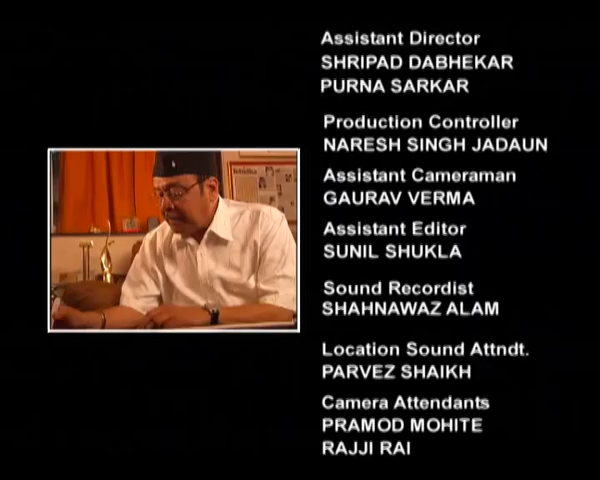 Assistant Director
SHRIPAD DABHEKAR
PURNA SARKAR
Production Controller
NARESH SINGH JADAUN
Assistant Cameraman
GAURAV VERMA
Assistant Editor
SUNIL SHUKLA
Sound Recordist
SHAHNAWAZ ALAM
Location Sound Attndt.
PARVEZ SHAIKH
Camera Attendants
PRAMOD MOHITE
RAJJI RAI